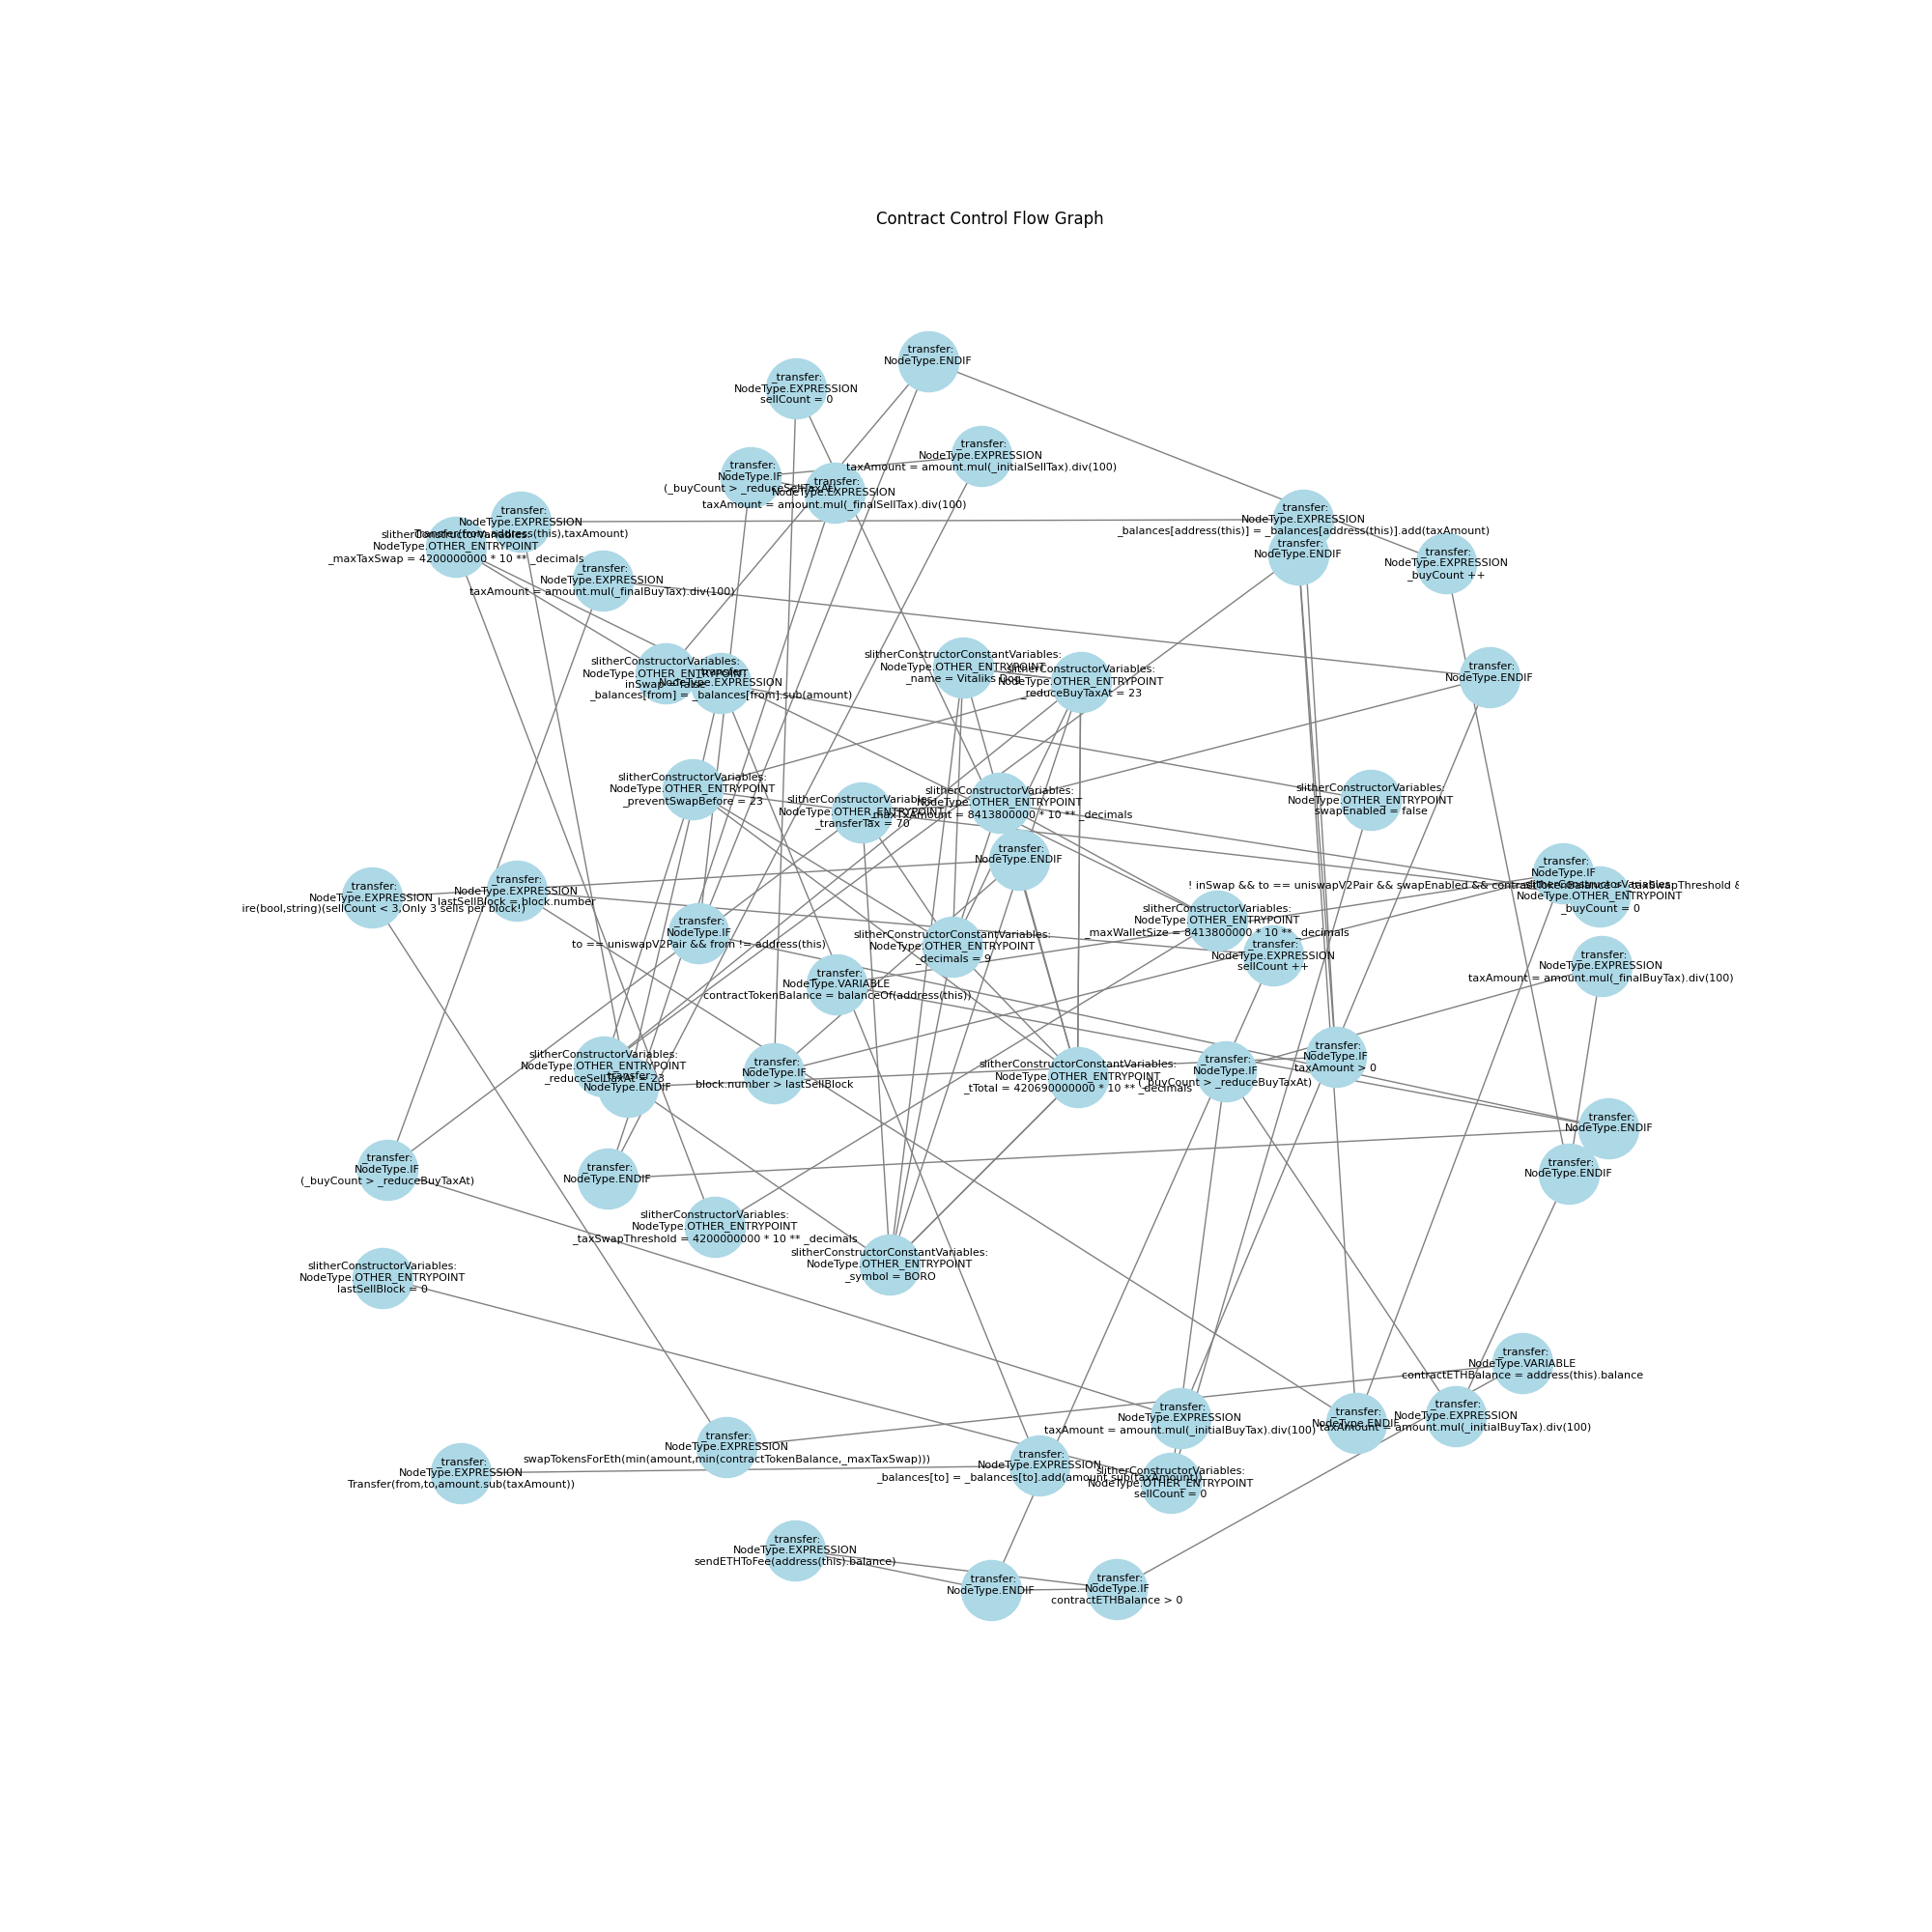 Contract Control Flow Graph
_transfer:
NodeType.ENDIF
_transfer:
NodeType.EXPRESSION
sellCount = 0
_transfer:
NodeType.EXPRESSION
taxAmount = amount.mul(_initialSellTax).div(100)
_transfer:
NodeType.IF
(_buyCount > _reduceSellTaxAt)
_transfer:
NodeType.EXPRESSION
taxAmount = amount.mul(_finalSellTax).div(100)
_transfer:
NodeType.EXPRESSION
Transfer(from,address(this),taxAmount)
slitherConstructorVariables:
NodeType.OTHER_ENTRYPOINT
_maxTaxSwap = 4200000000 * 10 ** _decimals
_transfer:
NodeType.EXPRESSION
_balances[address(this)] = _balances[address(this)].add(taxAmount)
_transfer:
NodeType.ENDIF
_transfer:
NodeType.EXPRESSION
_buyCount ++
_transfer:
NodeType.EXPRESSION
taxAmount = amount.mul(_finalBuyTax).div(100)
slitherConstructorVariables:
NodeType.OTHER_ENTRYPOINT
inSwap = false
_transfer:
NodeType.EXPRESSION
_balances[from] = _balances[from].sub(amount)
slitherConstructorConstantVariables:
NodeType.OTHER_ENTRYPOINT
_name = Vitaliks Dog
slitherConstructorVariables:
NodeType.OTHER_ENTRYPOINT
_reduceBuyTaxAt = 23
_transfer:
NodeType.ENDIF
slitherConstructorVariables:
NodeType.OTHER_ENTRYPOINT
_preventSwapBefore = 23
slitherConstructorVariables:
NodeType.OTHER_ENTRYPOINT
_transferTax = 70
slitherConstructorVariables:
NodeType.OTHER_ENTRYPOINT
_maxTxAmount = 8413800000 * 10 ** _decimals
slitherConstructorVariables:
NodeType.OTHER_ENTRYPOINT
swapEnabled = false
_transfer:
NodeType.ENDIF
_transfer:
NodeType.EXPRESSION
ire(bool,string)(sellCount < 3,Only 3 sells per block!)
_transfer:
NodeType.EXPRESSION
lastSellBlock = block.number
_transfer:
NodeType.IF
! inSwap && to == uniswapV2Pair && swapEnabled && contractTokenBalance > _taxSwapThreshold &
slitherConstructorVariables:
NodeType.OTHER_ENTRYPOINT
_buyCount = 0
_transfer:
NodeType.IF
to == uniswapV2Pair && from != address(this)
slitherConstructorConstantVariables:
NodeType.OTHER_ENTRYPOINT
_decimals = 9
slitherConstructorVariables:
NodeType.OTHER_ENTRYPOINT
_maxWalletSize = 8413800000 * 10 ** _decimals
_transfer:
NodeType.EXPRESSION
sellCount ++
_transfer:
NodeType.EXPRESSION
taxAmount = amount.mul(_finalBuyTax).div(100)
_transfer:
NodeType.VARIABLE
contractTokenBalance = balanceOf(address(this))
slitherConstructorVariables:
NodeType.OTHER_ENTRYPOINT
_reduceSellTaxAt = 23
_transfer:
NodeType.ENDIF
_transfer:
NodeType.IF
block.number > lastSellBlock
slitherConstructorConstantVariables:
NodeType.OTHER_ENTRYPOINT
_tTotal = 420690000000 * 10 ** _decimals
_transfer:
NodeType.IF
(_buyCount > _reduceBuyTaxAt)
_transfer:
NodeType.IF
taxAmount > 0
_transfer:
NodeType.ENDIF
_transfer:
NodeType.ENDIF
_transfer:
NodeType.IF
(_buyCount > _reduceBuyTaxAt)
_transfer:
NodeType.ENDIF
slitherConstructorVariables:
NodeType.OTHER_ENTRYPOINT
_taxSwapThreshold = 4200000000 * 10 ** _decimals
slitherConstructorConstantVariables:
NodeType.OTHER_ENTRYPOINT
_symbol = BORO
slitherConstructorVariables:
NodeType.OTHER_ENTRYPOINT
lastSellBlock = 0
_transfer:
NodeType.VARIABLE
contractETHBalance = address(this).balance
_transfer:
NodeType.EXPRESSION
taxAmount = amount.mul(_initialBuyTax).div(100)
_transfer:
NodeType.ENDIF
_transfer:
NodeType.EXPRESSION
taxAmount = amount.mul(_initialBuyTax).div(100)
_transfer:
NodeType.EXPRESSION
swapTokensForEth(min(amount,min(contractTokenBalance,_maxTaxSwap)))
_transfer:
NodeType.EXPRESSION
Transfer(from,to,amount.sub(taxAmount))
_transfer:
NodeType.EXPRESSION
_balances[to] = _balances[to].add(amount.sub(taxAmount))
slitherConstructorVariables:
NodeType.OTHER_ENTRYPOINT
sellCount = 0
_transfer:
NodeType.EXPRESSION
sendETHToFee(address(this).balance)
_transfer:
NodeType.ENDIF
_transfer:
NodeType.IF
contractETHBalance > 0